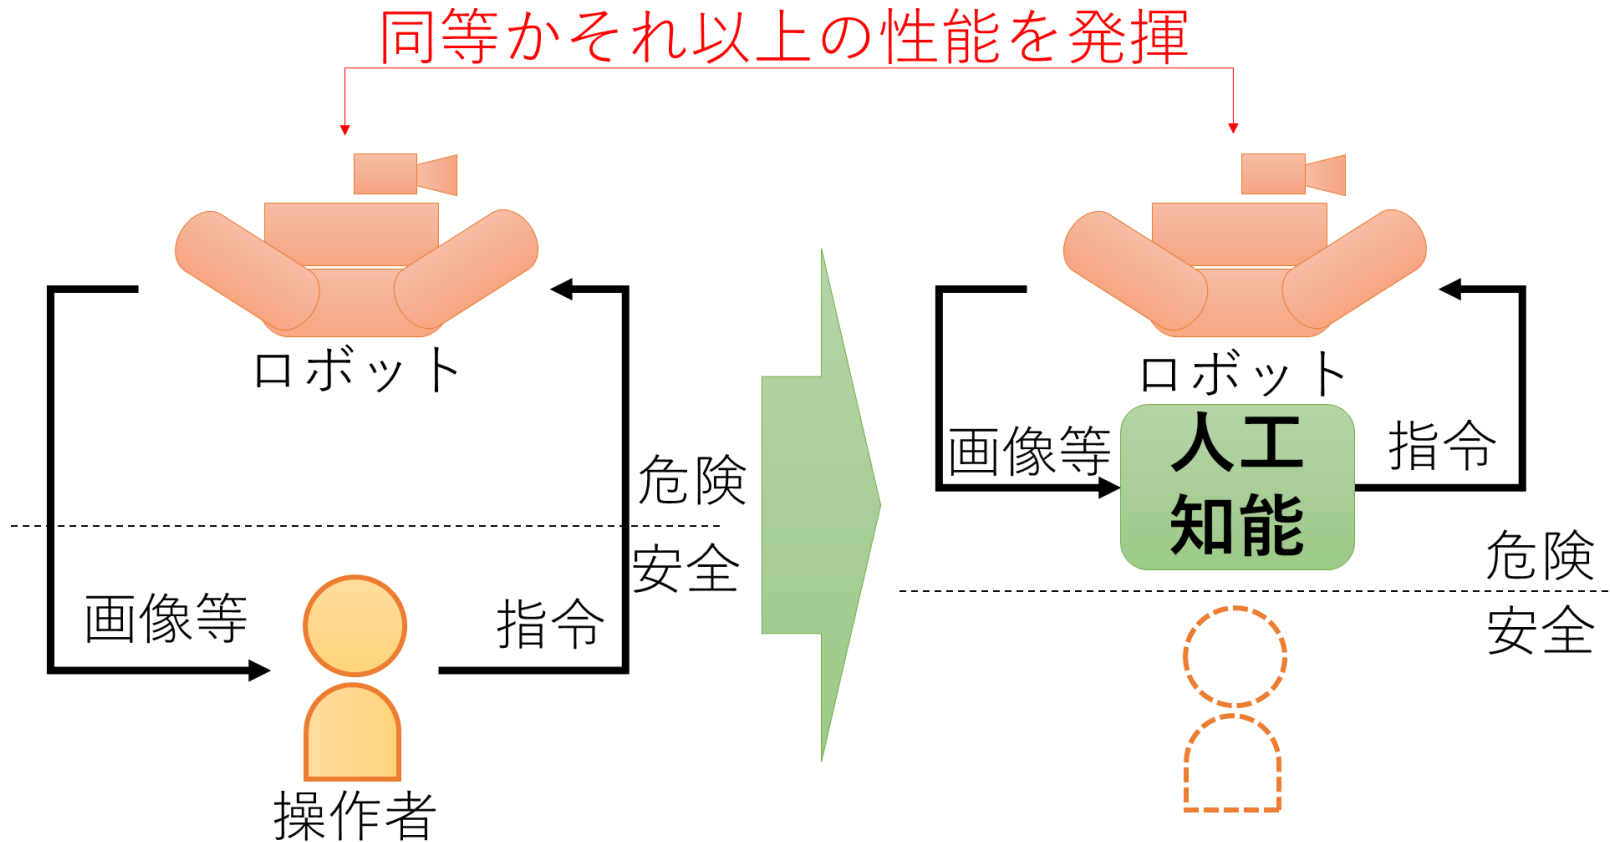 同等かそれ以上の性能を発揮
ロボット
危険
安全
画像等
指令
操作者
ロボット
画像等
人工
知能
指令
危険
安全